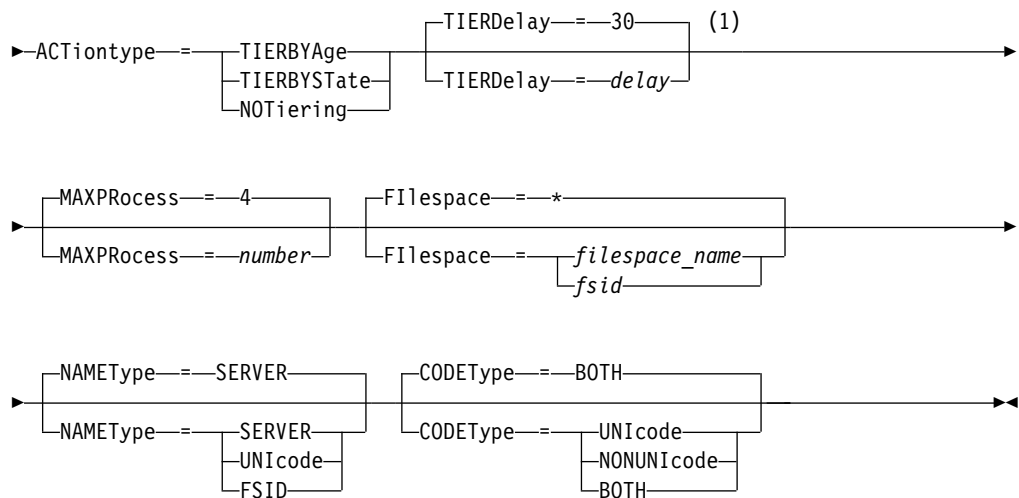 TIERDelay = 30 (1)
ACTiontype = TIERBYAge
TIERBYSTate
NOTiering
TIERDelay = delay
MAXPRocess = 4
MAXPRocess = number
FIlespace = *
FIlespace = filespace_name
fsid
NAMEType = SERVER
NAMEType = SERVER
UNIcode
FSID
CODEType = BOTH
CODEType = UNIcode
NONUNIcode
BOTH